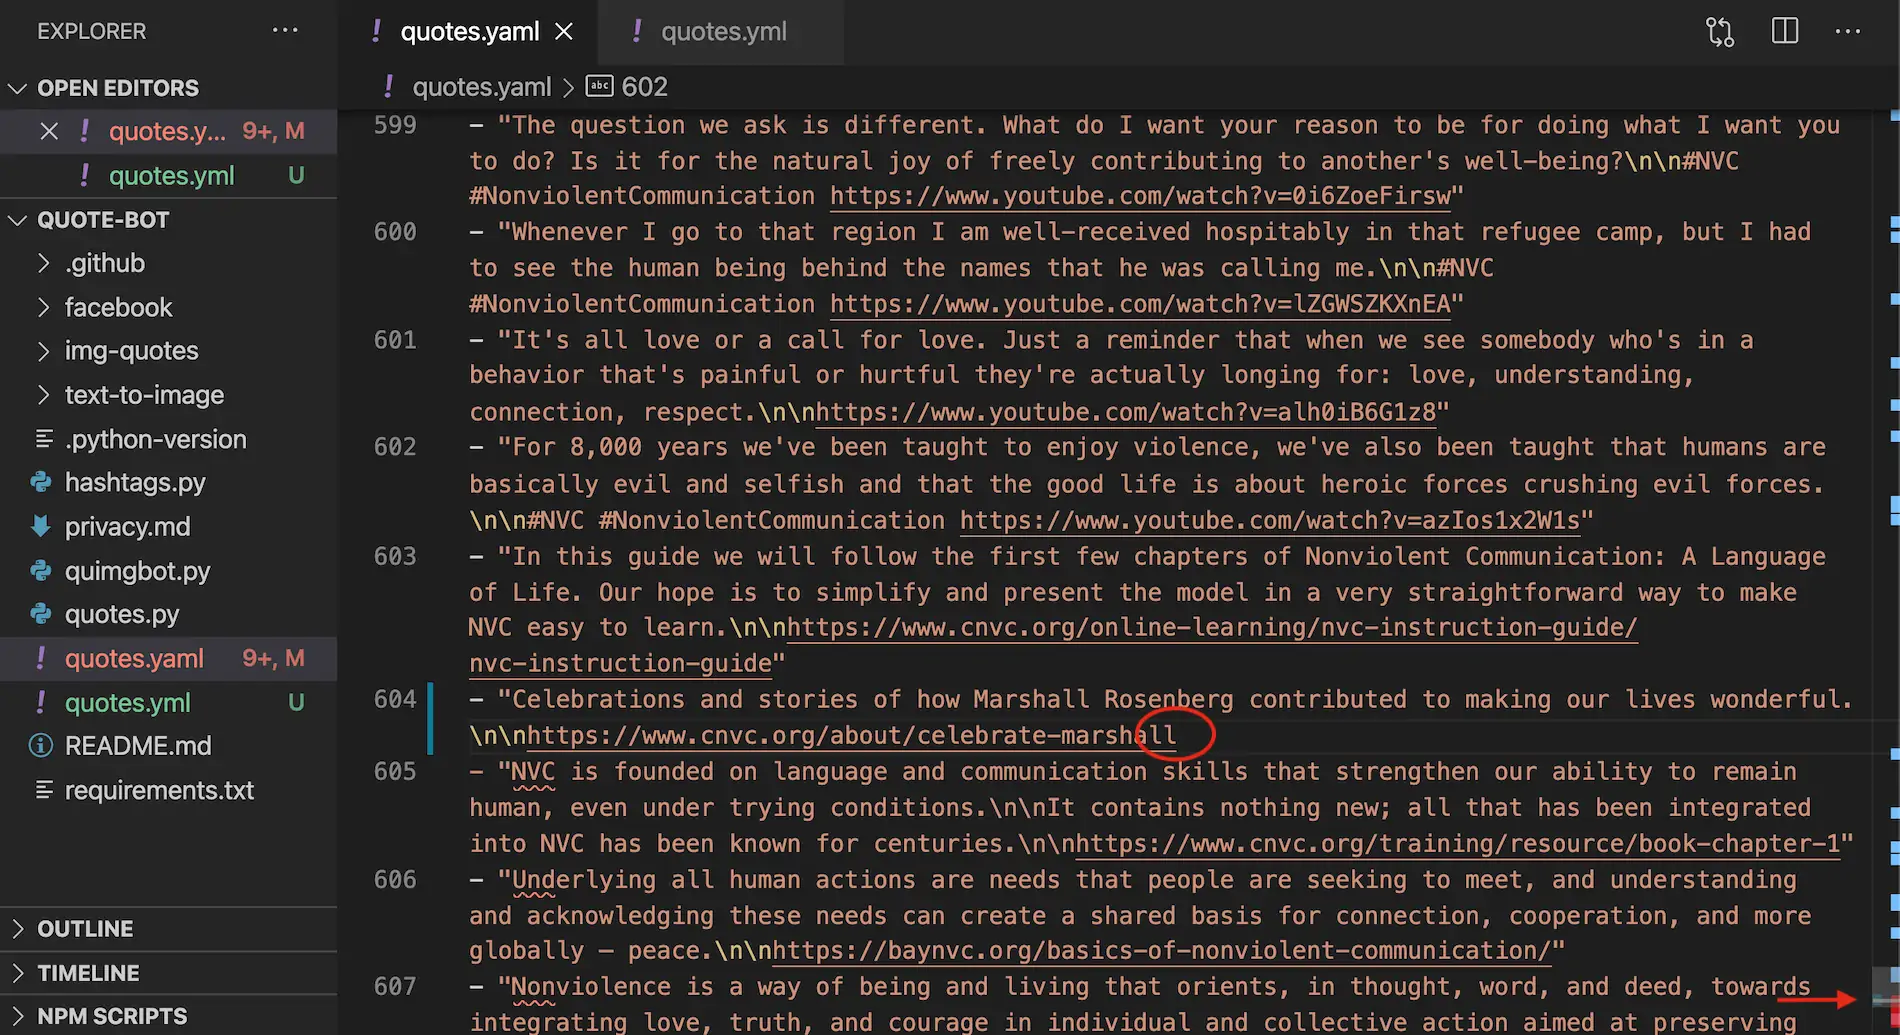 EXPLORER
OPEN EDITORS
quotes.y... 9+, M
quotes.yml U
QUOTE-BOT
.github
facebook
img-quotes
text-to-image
.python-version
hashtags.py
privacy.md
quimgbot.py
quotes.py
quotes.yaml 9+, M
quotes.yml U
README.md
requirements.txt
OUTLINE
TIMELINE
NPM SCRIPTS
quotes.yaml
quotes.yml
quotes.yaml > abc 602
599 - "The question we ask is different. What do I want your reason to be for doing what I want you
to do? Is it for the natural joy of freely contributing to another's well-being?\n\n#NVC
#NonviolentCommunication https://www.youtube.com/watch?v=0i6ZoeFirsw"
600 - "Whenever I go to that region I am well-received hospitably in that refugee camp, but I had
to see the human being behind the names that he was calling me.\n\n#NVC
#NonviolentCommunication https://www.youtube.com/watch?v=lZGWSZKXnEA"
601 - "It's all love or a call for love. Just a reminder that when we see somebody who's in a
behavior that's painful or hurtful they're actually longing for: love, understanding,
connection, respect.\n\nhttps://www.youtube.com/watch?v=alh0iB6G1z8"
602 - "For 8,000 years we've been taught to enjoy violence, we've also been taught that humans are
basically evil and selfish and that the good life is about heroic forces crushing evil forces.
\n\n#NVC #NonviolentCommunication https://www.youtube.com/watch?v=azIos1x2W1s"
603 - "In this guide we will follow the first few chapters of Nonviolent Communication: A Language
of Life. Our hope is to simplify and present the model in a very straightforward way to make
NVC easy to learn.\n\nhttps://www.cnvc.org/online-learning/nvc-instruction-guide/
nvc-instruction-guide"
604 - "Celebrations and stories of how Marshall Rosenberg contributed to making our lives wonderful.
\n\nhttps://www.cnvc.org/about/celebrate-marshall
605 - "NVC is founded on language and communication skills that strengthen our ability to remain
human, even under trying conditions.\n\nIt contains nothing new; all that has been integrated
into NVC has been known for centuries.\n\nhttps://www.cnvc.org/training/resource/book-chapter-1"
606 - "Underlying all human actions are needs that people are seeking to meet, and understanding
and acknowledging these needs can create a shared basis for connection, cooperation, and more
globally – peace.\n\nhttps://baynvc.org/basics-of-nonviolent-communication/"
607 - "Nonviolence is a way of being and living that orients, in thought, word, and deed, towards
integrating love, truth, and courage in individual and collective action aimed at preserving